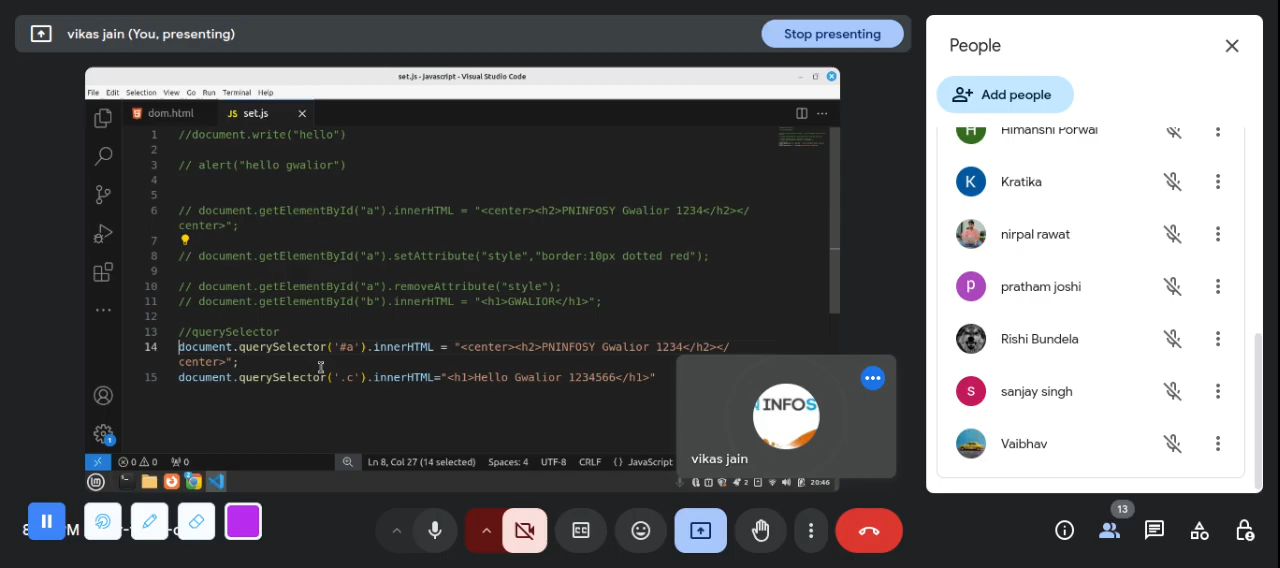 vikas jain (You, presenting)
Stop presenting
set.js - javascript - Visual Studio Code
File Edit Selection View Go Run Terminal Help
dom.html
JS set.js
1 //document.write("hello")
2
3 // alert("hello gwalior")
4
5
6 // document.getElementById("a").innerHTML = "<center><h2>PNINFOSY Gwalior 1234</h2></
center>";
7
8 // document.getElementById("a").setAttribute("style","border:10px dotted red");
9
10 // document.getElementById("a").removeAttribute("style");
11 // document.getElementById("b").innerHTML = "<h1>GWALIOR</h1>";
12
13 //querySelector
14 document.querySelector('#a').innerHTML = "<center><h2>PNINFOSY Gwalior 1234</h2></
center>";
15 document.querySelector('.c').innerHTML="<h1>Hello Gwalior 1234566</h1>"
INFOS
vikas jain
1
0 0 0
Ln 8, Col 27 (14 selected) Spaces: 4 UTF-8 CRLF {} JavaScript
2
20:46
People
Add people
H Himanshi Porwal
K Kratika
nirpal rawat
p pratham joshi
Rishi Bundela
s sanjay singh
Vaibhav
13